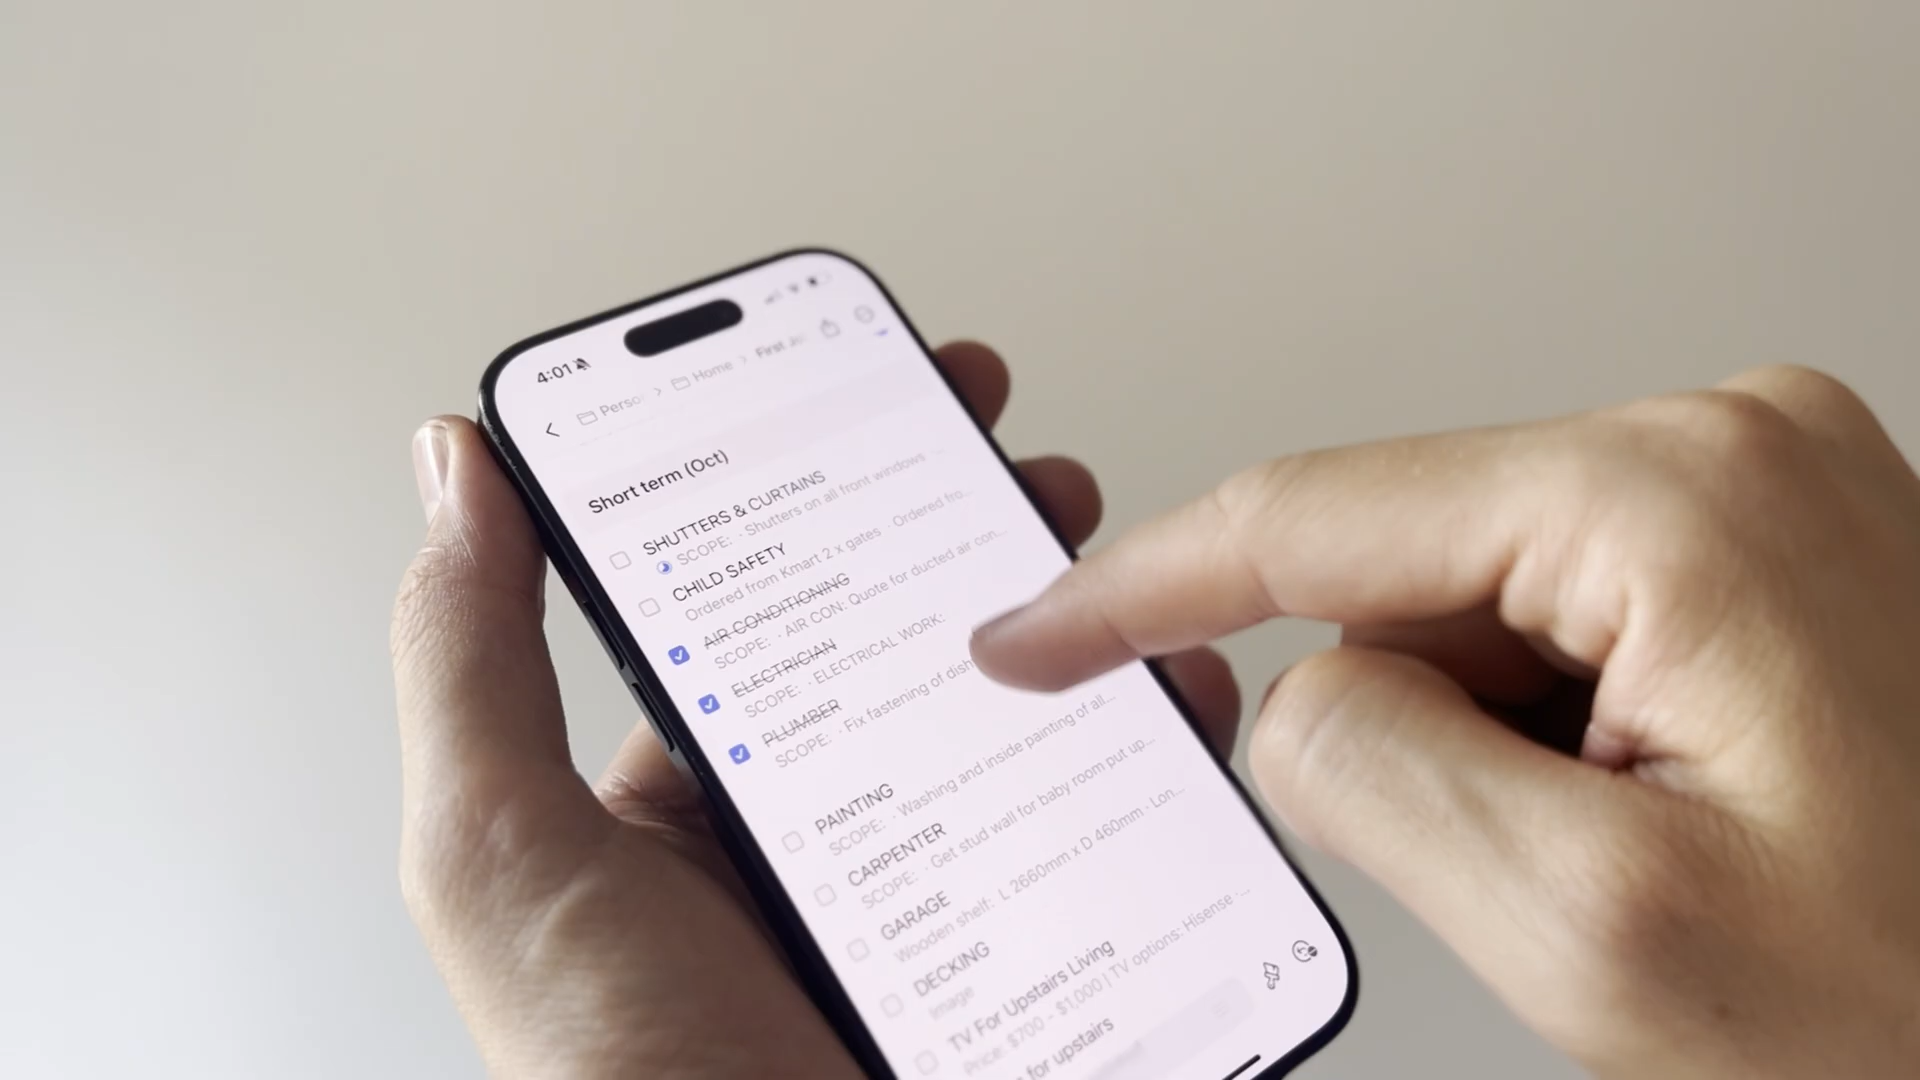 4:01
Perso > Home > First
Short term (Oct)
SHUTTERS & CURTAINS
SCOPE: · Shutters on all front windows ·...
CHILD SAFETY
Ordered from Kmart 2 x gates · Ordered fro...
AIR CONDITIONING
SCOPE: · AIR CON: Quote for ducted air con...
ELECTRICIAN
SCOPE: · ELECTRICAL WORK:
PLUMBER
SCOPE: · Fix fastening of dish
PAINTING
SCOPE: · Washing and inside painting of all...
CARPENTER
SCOPE: · Get stud wall for baby room put up...
GARAGE
Wooden shelf: L 2660mm x D 460mm · Lon...
DECKING
Image
TV For Upstairs Living
Price: $700 - $1,000 | TV options: Hisense ·...
for upstairs